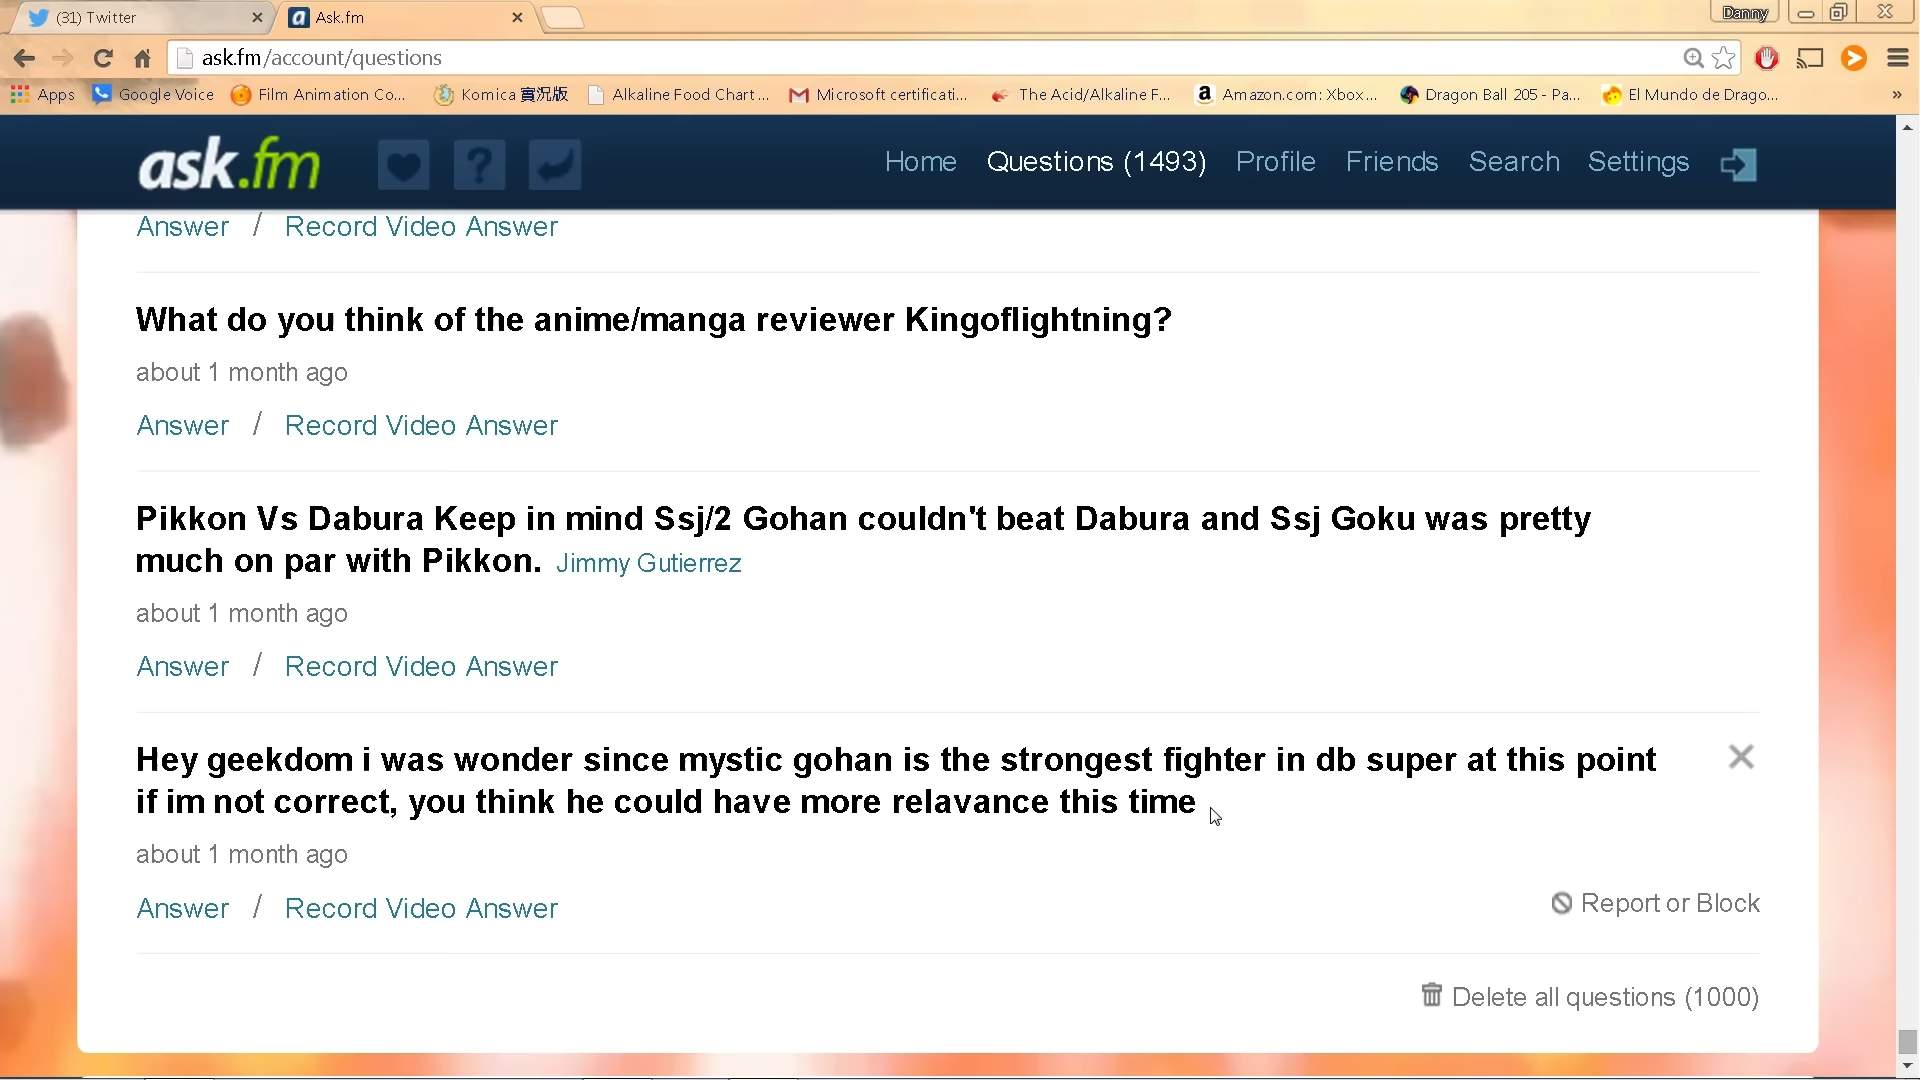 (31) Twitter
Ask.fm
Danny
ask.fm/account/questions
Apps
Google Voice
Film Animation Co...
Komica 實況版
Alkaline Food Chart ...
Microsoft certificati...
The Acid/Alkaline F...
Amazon.com: Xbox...
Dragon Ball 205 - Pa...
El Mundo de Drago...
»
ask.fm
Home
Questions (1493)
Profile
Friends
Search
Settings
Answer / Record Video Answer
What do you think of the anime/manga reviewer Kingoflightning?
about 1 month ago
Answer / Record Video Answer
Pikkon Vs Dabura Keep in mind Ssj/2 Gohan couldn't beat Dabura and Ssj Goku was pretty
much on par with Pikkon. Jimmy Gutierrez
about 1 month ago
Answer / Record Video Answer
Hey geekdom i was wonder since mystic gohan is the strongest fighter in db super at this point
if im not correct, you think he could have more relavance this time
about 1 month ago
Answer / Record Video Answer
Report or Block
Delete all questions (1000)